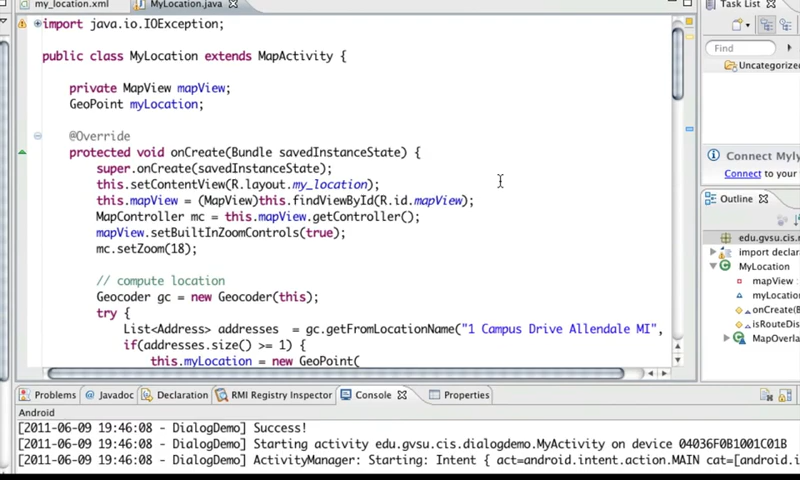 my_location.xml
MyLocation.java
Task List
import java.io.IOException;
public class MyLocation extends MapActivity {
private MapView mapView;
GeoPoint myLocation;
@Override
protected void onCreate(Bundle savedInstanceState) {
super.onCreate(savedInstanceState);
this.setContentView(R.layout.my_location);
this.mapView = (MapView)this.findViewById(R.id.mapView);
MapController mc = this.mapView.getController();
mapView.setBuiltInZoomControls(true);
mc.setZoom(18);
// compute location
Geocoder gc = new Geocoder(this);
try {
List<Address> addresses = gc.getFromLocationName("1 Campus Drive Allendale MI",
if(addresses.size() >= 1) {
this.myLocation = new GeoPoint(
Find
Uncategorized
Connect Myly
Connect to your
Outline
edu.gvsu.cis.
import declar
MyLocation
mapView :
myLocation
onCreate(B
isRouteDis
MapOverla
Problems
Javadoc
Declaration
RMI Registry Inspector
Console
Properties
Android
[2011-06-09 19:46:08 - DialogDemo] Success!
[2011-06-09 19:46:08 - DialogDemo] Starting activity edu.gvsu.cis.dialogdemo.MyActivity on device 04036F0B1001C01B
[2011-06-09 19:46:08 - DialogDemo] ActivityManager: Starting: Intent { act=android.intent.action.MAIN cat=[android.i